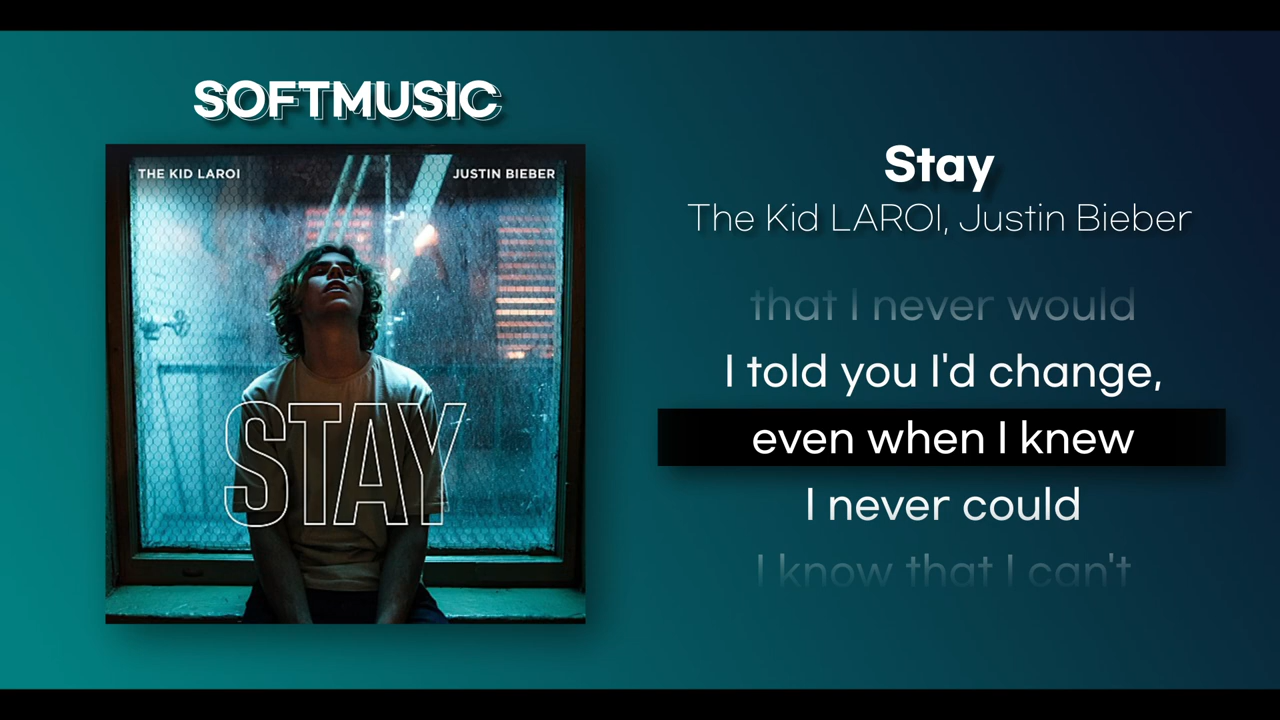 SOFTMUSIC
THE KID LAROI
JUSTIN BIEBER
STAY
Stay
The Kid LAROI, Justin Bieber
that I never would
I told you I'd change,
even when I knew
I never could
I know that I can't